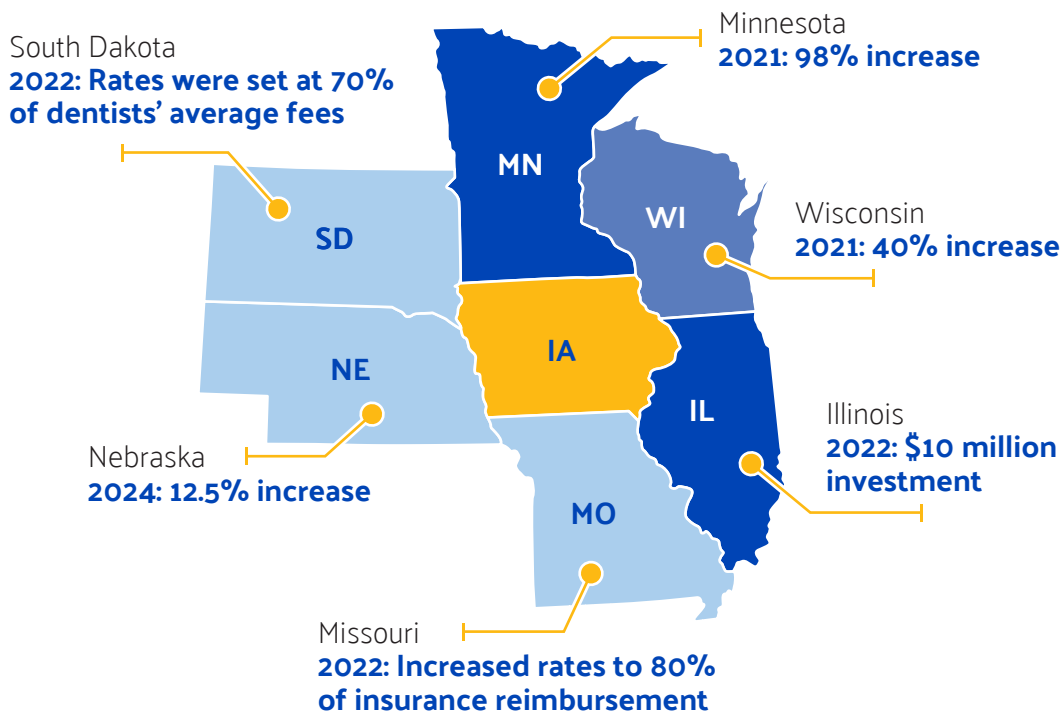 South Dakota
2022: Rates were set at 70%
of dentists’ average fees
Minnesota
2021: 98% increase
MN
WI
Wisconsin
2021: 40% increase
SD
IA
NE
IL
Nebraska
2024: 12.5% increase
Illinois
2022: $10 million
investment
MO
Missouri
2022: Increased rates to 80%
of insurance reimbursement